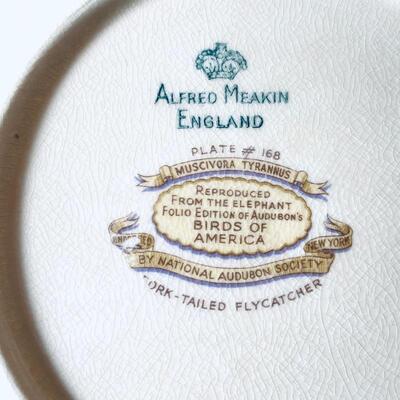 ALFRED MEAKIN
ENGLAND
PLATE # 168
MUSCIVORA TYRANNUS
REPRODUCED
FROM THE ELEPHANT
FOLIO EDITION OF AUDUBON'S
BIRDS OF
AMERICA
NEW YORK
BY NATIONAL AUDUBON SOCIETY
ORK-TAILED FLYCATCHER